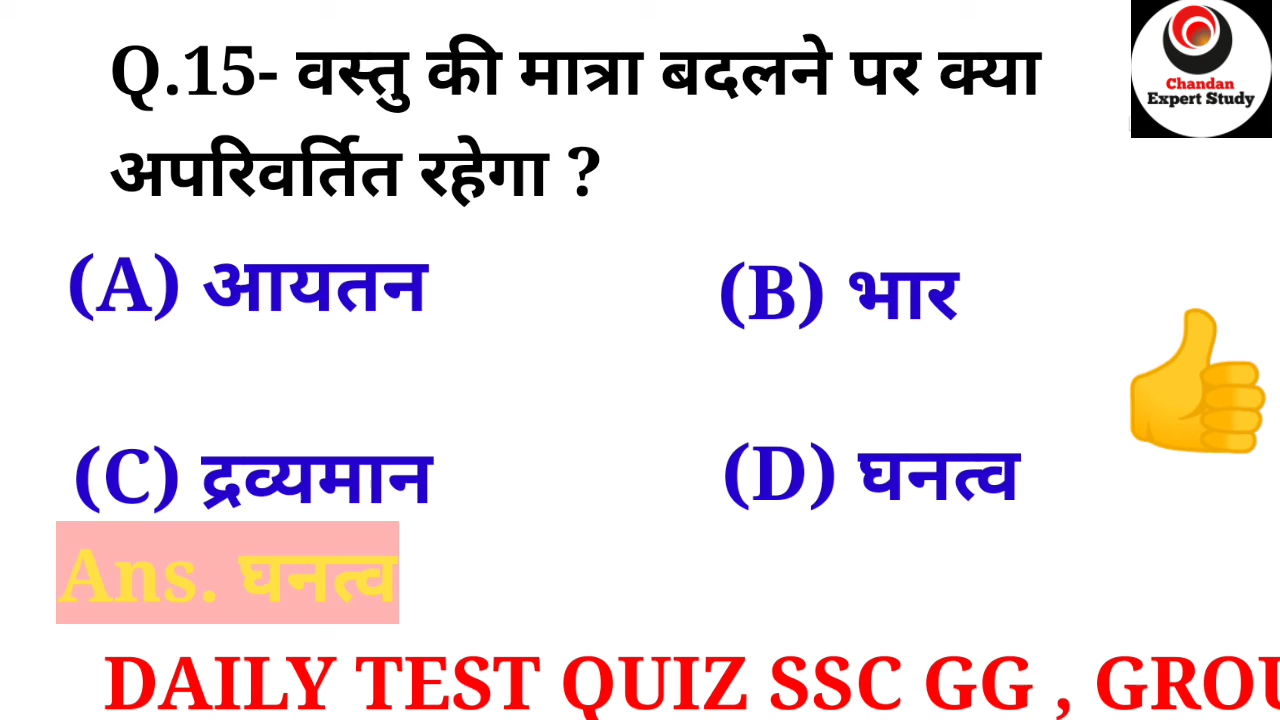 Q.15- वस्तु की मात्रा बदलने पर क्या
अपरिवर्तित रहेगा ?
Chandan
Expert Study
(A) आयतन
(B) भार
(C) द्रव्यमान
(D) घनत्व
Ans. घनत्व
DAILY TEST QUIZ SSC GG , GROU